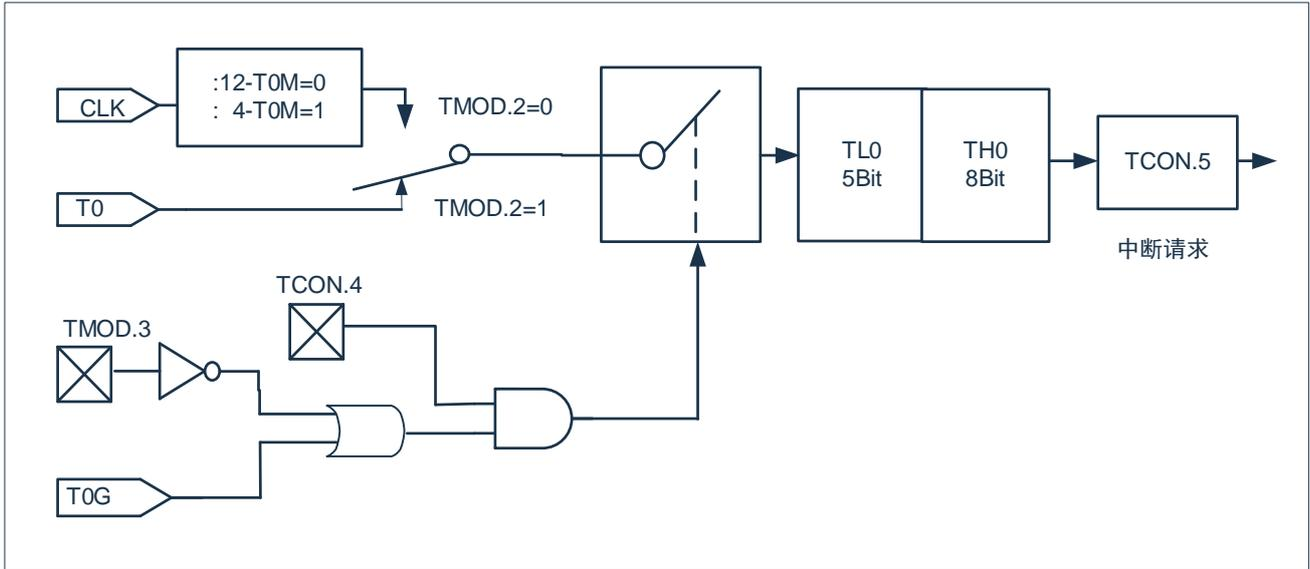 :12-T0M=0
: 4-T0M=1
CLK
TMOD.2=0
T0
TMOD.2=1
TL0
5Bit
TH0
8Bit
TCON.5
中断请求
TCON.4
TMOD.3
T0G